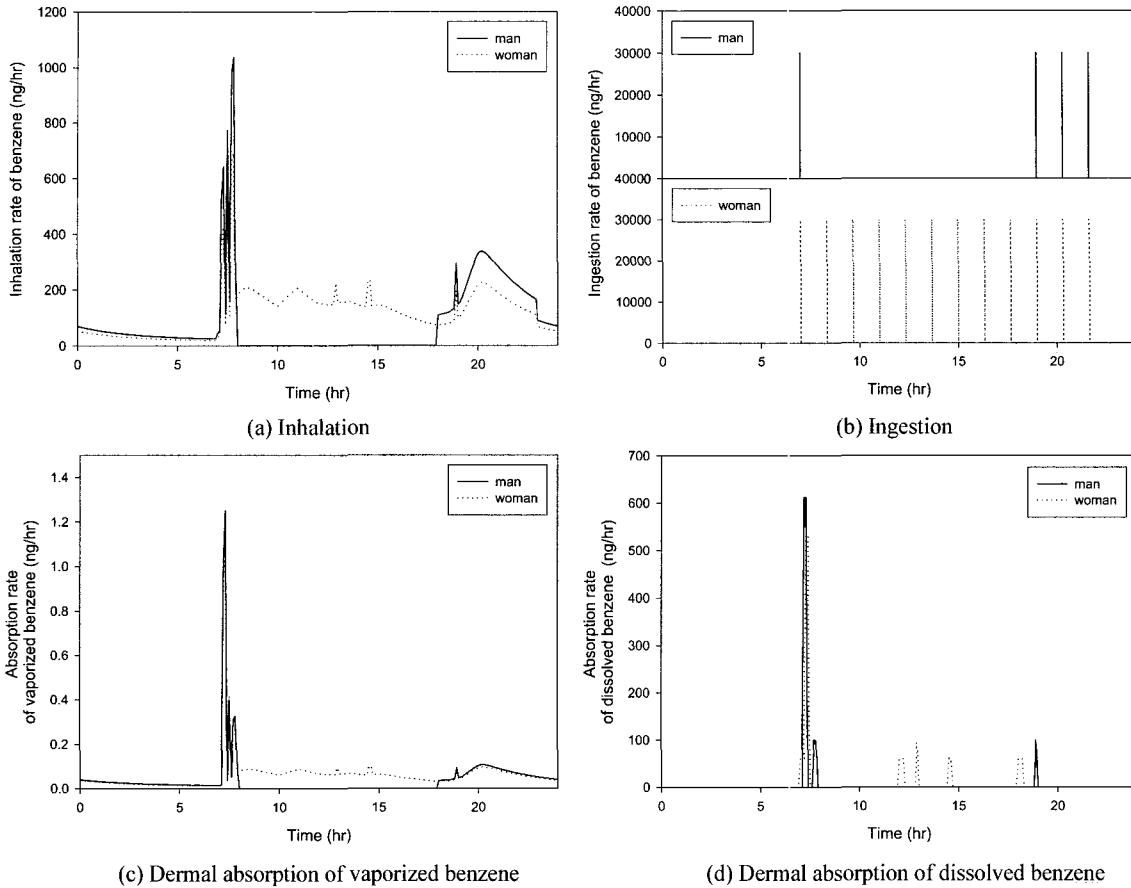 Inhalation rate of benzene (ng/hr)
1200
1000
800
600
400
200
0
man
woman
0 5 10 15 20
Time (hr)
(a) Inhalation
Ingestion rate of benzene (ng/hr)
40000
30000
20000
10000
40000
30000
20000
10000
0
man
woman
0 5 10 15 20
Time (hr)
(b) Ingestion
Absorption rate
of vaporized benzene (ng/hr)
1.4
1.2
1.0
0.8
0.6
0.4
0.2
0.0
man
woman
0 5 10 15 20
Time (hr)
(c) Dermal absorption of vaporized benzene
Absorption rate
of dissolved benzene (ng/hr)
700
600
500
400
300
200
100
0
man
woman
0 5 10 15 20
Time (hr)
(d) Dermal absorption of dissolved benzene